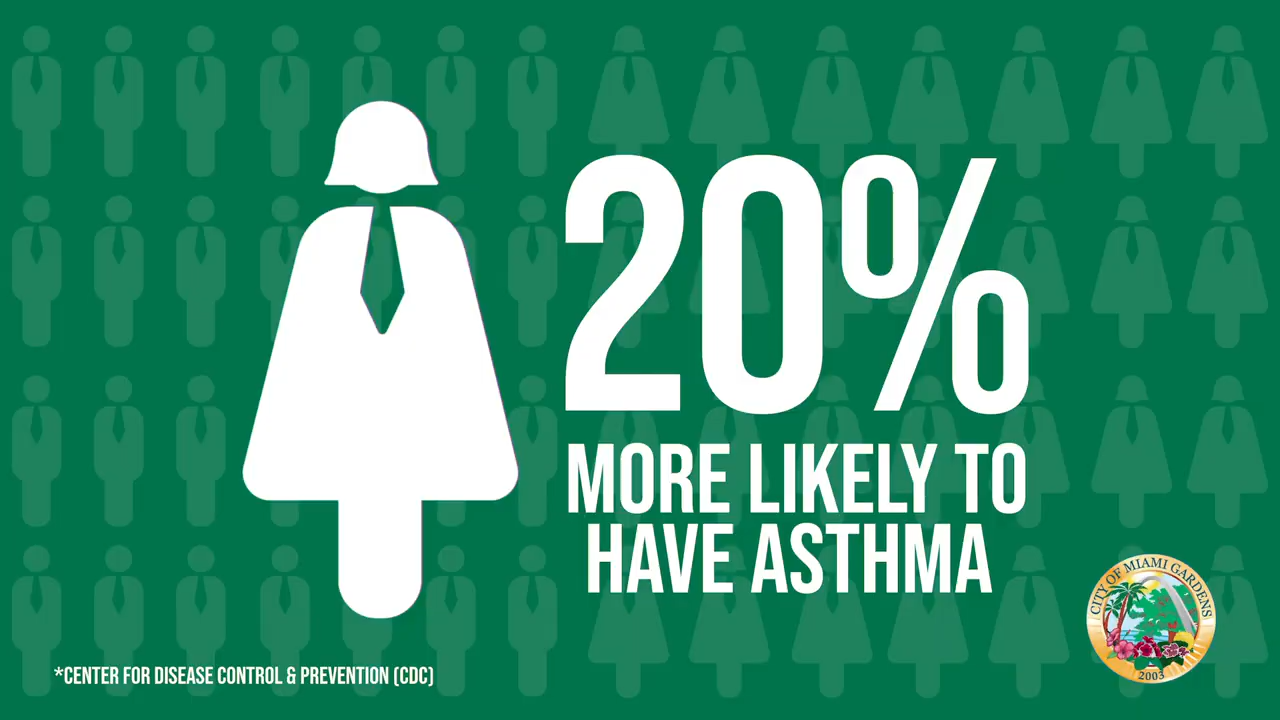 20%
MORE LIKELY TO
HAVE ASTHMA
CITY OF MIAMI GARDENS
2003
*CENTER FOR DISEASE CONTROL & PREVENTION (CDC)